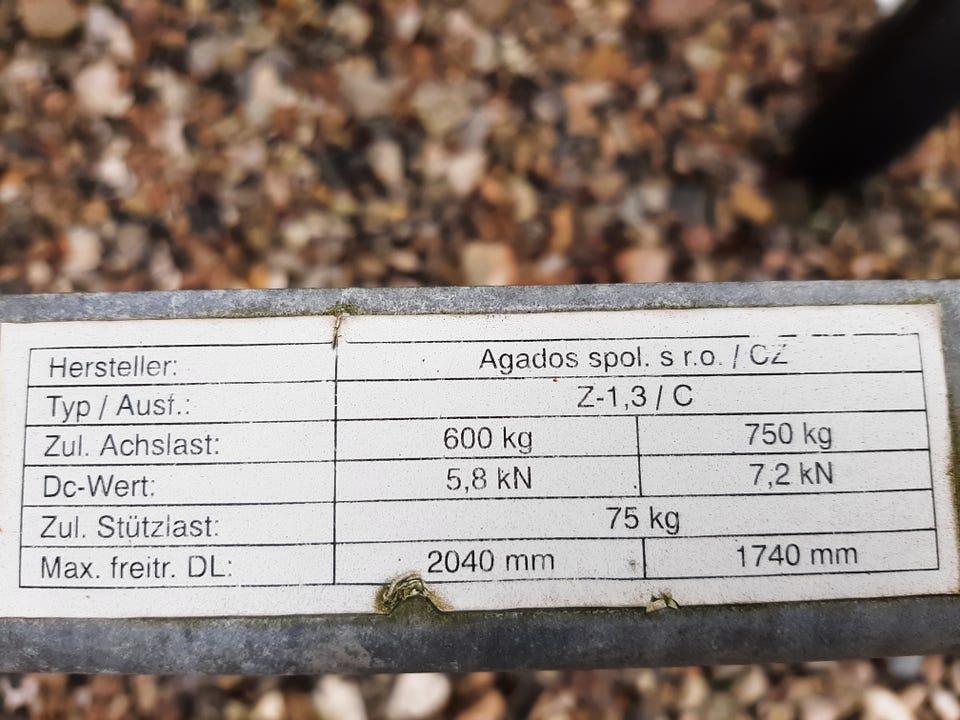 Hersteller: Agados spol. s r.o. / CZ
Typ / Ausf.: Z-1,3 / C
Zul. Achslast: 600 kg 750 kg
Dc-Wert: 5,8 kN 7,2 kN
Zul. Stützlast: 75 kg
Max. freitr. DL: 2040 mm 1740 mm